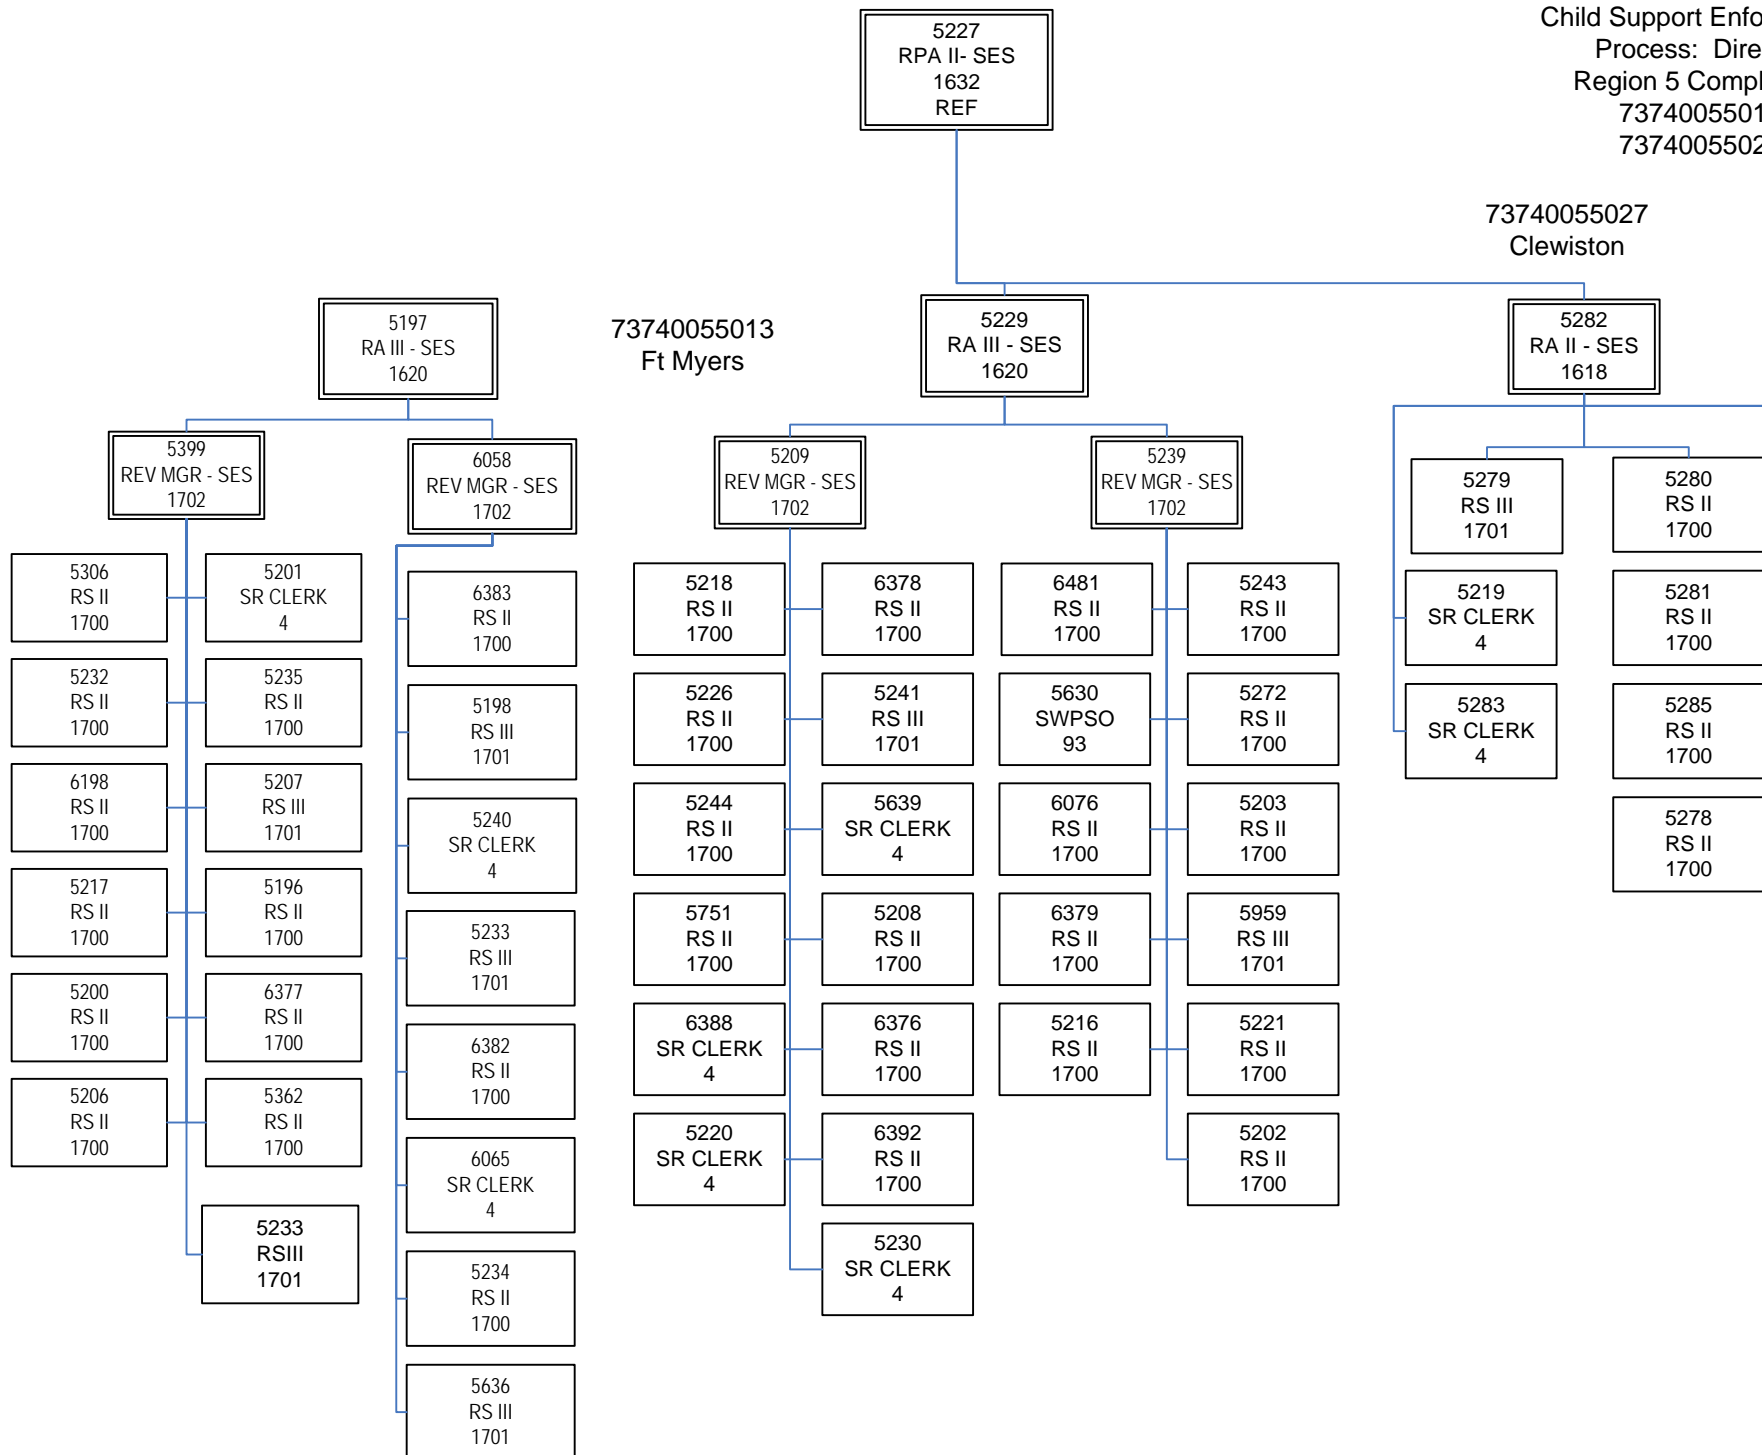 5227
RPA II- SES
1632
REF
Child Support Enfo
Process: Dire
Region 5 Compl
7374005501
7374005502
73740055027
Clewiston
5197
RA III - SES
1620
73740055013
Ft Myers
5229
RA III - SES
1620
5282
RA II - SES
1618
5399
REV MGR - SES
1702
6058
REV MGR - SES
1702
5209
REV MGR - SES
1702
5239
REV MGR - SES
1702
5306
RS II
1700
5201
SR CLERK
4
5232
RS II
1700
5235
RS II
1700
6198
RS II
1700
5207
RS III
1701
5217
RS II
1700
5196
RS II
1700
5200
RS II
1700
6377
RS II
1700
5206
RS II
1700
5362
RS II
1700
5233
RSIII
1701
6383
RS II
1700
5198
RS III
1701
5240
SR CLERK
4
5233
RS III
1701
6382
RS II
1700
6065
SR CLERK
4
5234
RS II
1700
5636
RS III
1701
5218
RS II
1700
6378
RS II
1700
5226
RS II
1700
5241
RS III
1701
5244
RS II
1700
5639
SR CLERK
4
5751
RS II
1700
5208
RS II
1700
6388
SR CLERK
4
6376
RS II
1700
5220
SR CLERK
4
6392
RS II
1700
5230
SR CLERK
4
6481
RS II
1700
5243
RS II
1700
5630
SWPSO
93
5272
RS II
1700
6076
RS II
1700
5203
RS II
1700
6379
RS II
1700
5959
RS III
1701
5216
RS II
1700
5221
RS II
1700
5202
RS II
1700
5279
RS III
1701
5280
RS II
1700
5219
SR CLERK
4
5281
RS II
1700
5283
SR CLERK
4
5285
RS II
1700
5278
RS II
1700